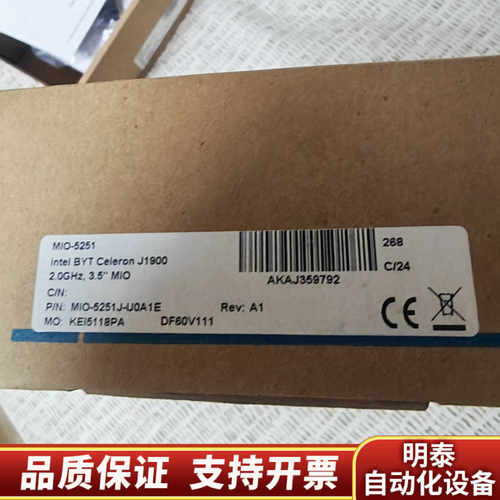 MIO-5251
Intel BYT Celeron J1900
2.0GHz, 3.5" MIO
C/N:
P/N: MIO-5251J-U0A1E
Rev: A1
MO: KEI5118PA
DF60V111
AKAJ359792
268
C/24
CE
品质保证 支持开票
明泰
自动化设备